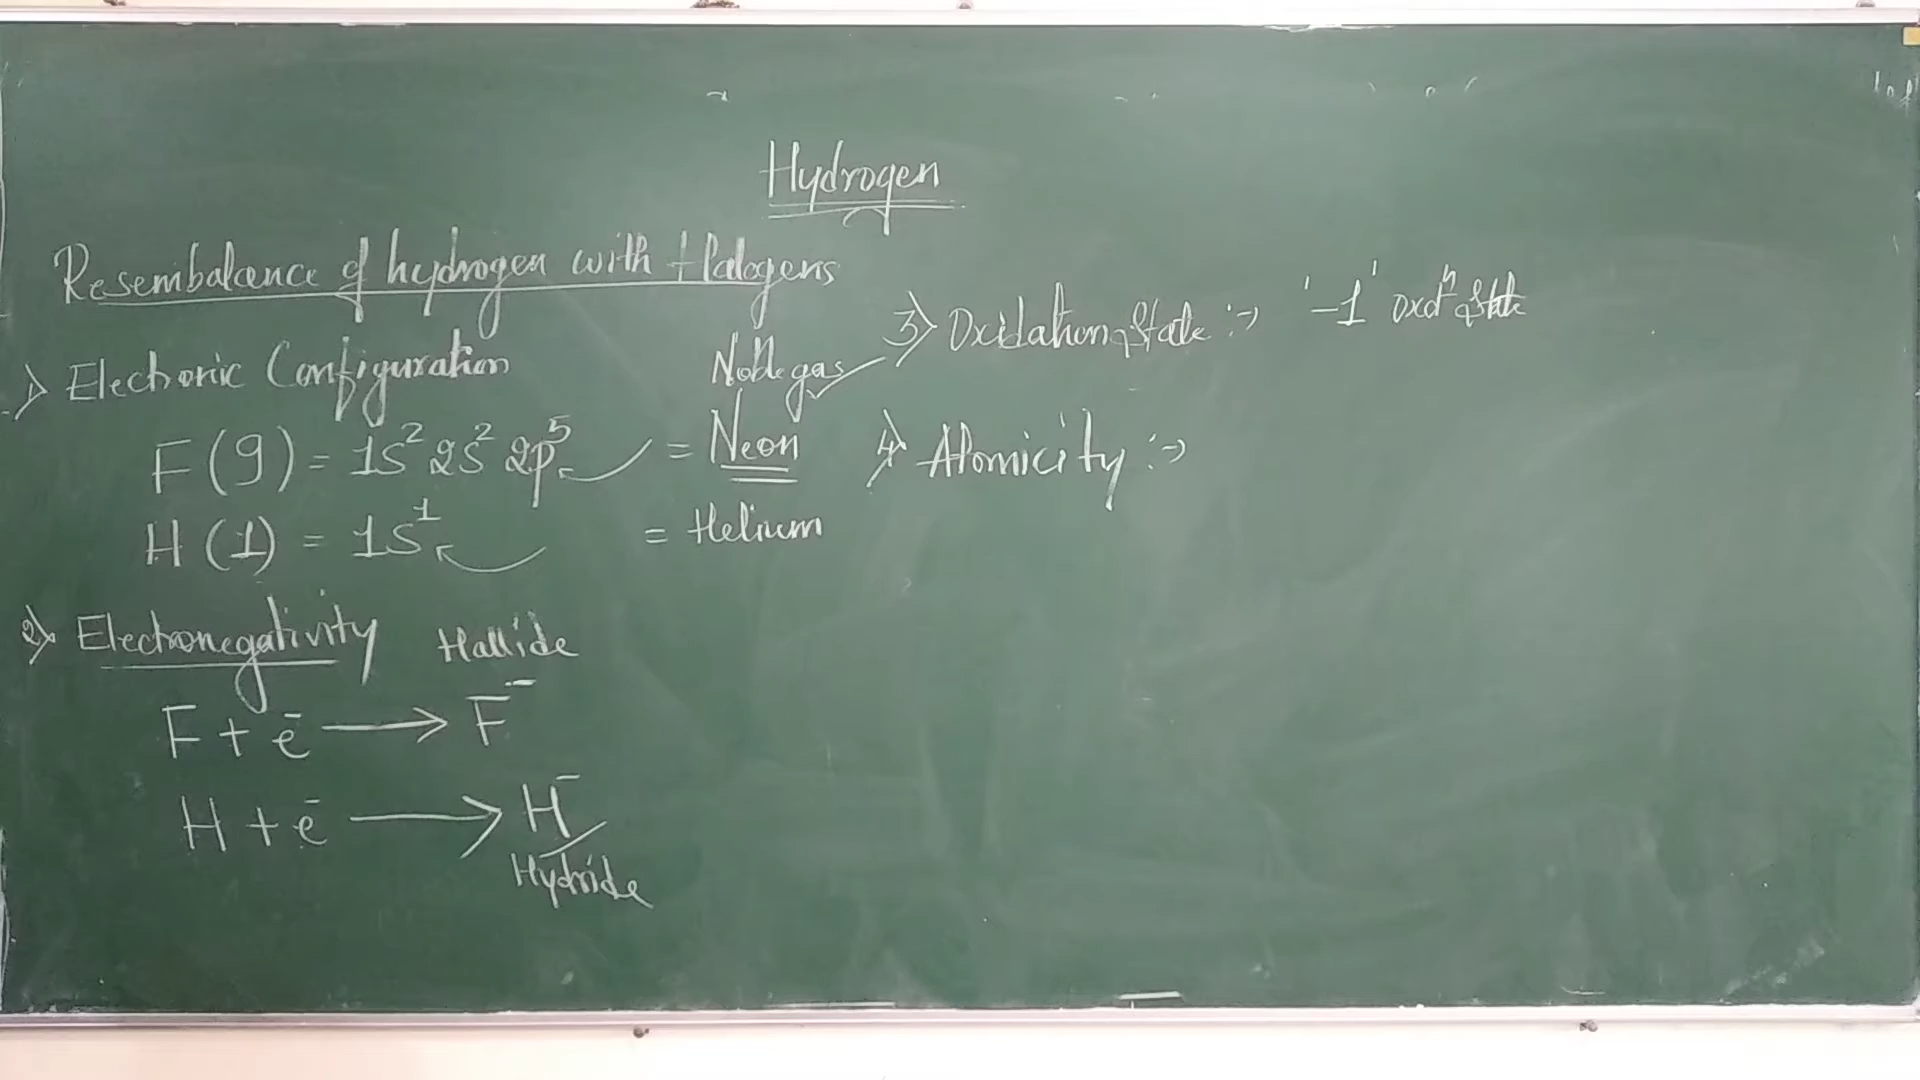 Hydrogen
Resembalance of hydrogen with Halogens
1) Electronic Configuration
Noble gas
F (9) = 1s² 2s² 2p⁵ = Neon
H (1) = 1s¹ = Helium
2) Electronegativity Hallide
F + e⁻ → F⁻
H + e⁻ → H⁻
Hydride
3) Oxidation State :→ '-1' oxdⁿ State
4) Atomicity :→